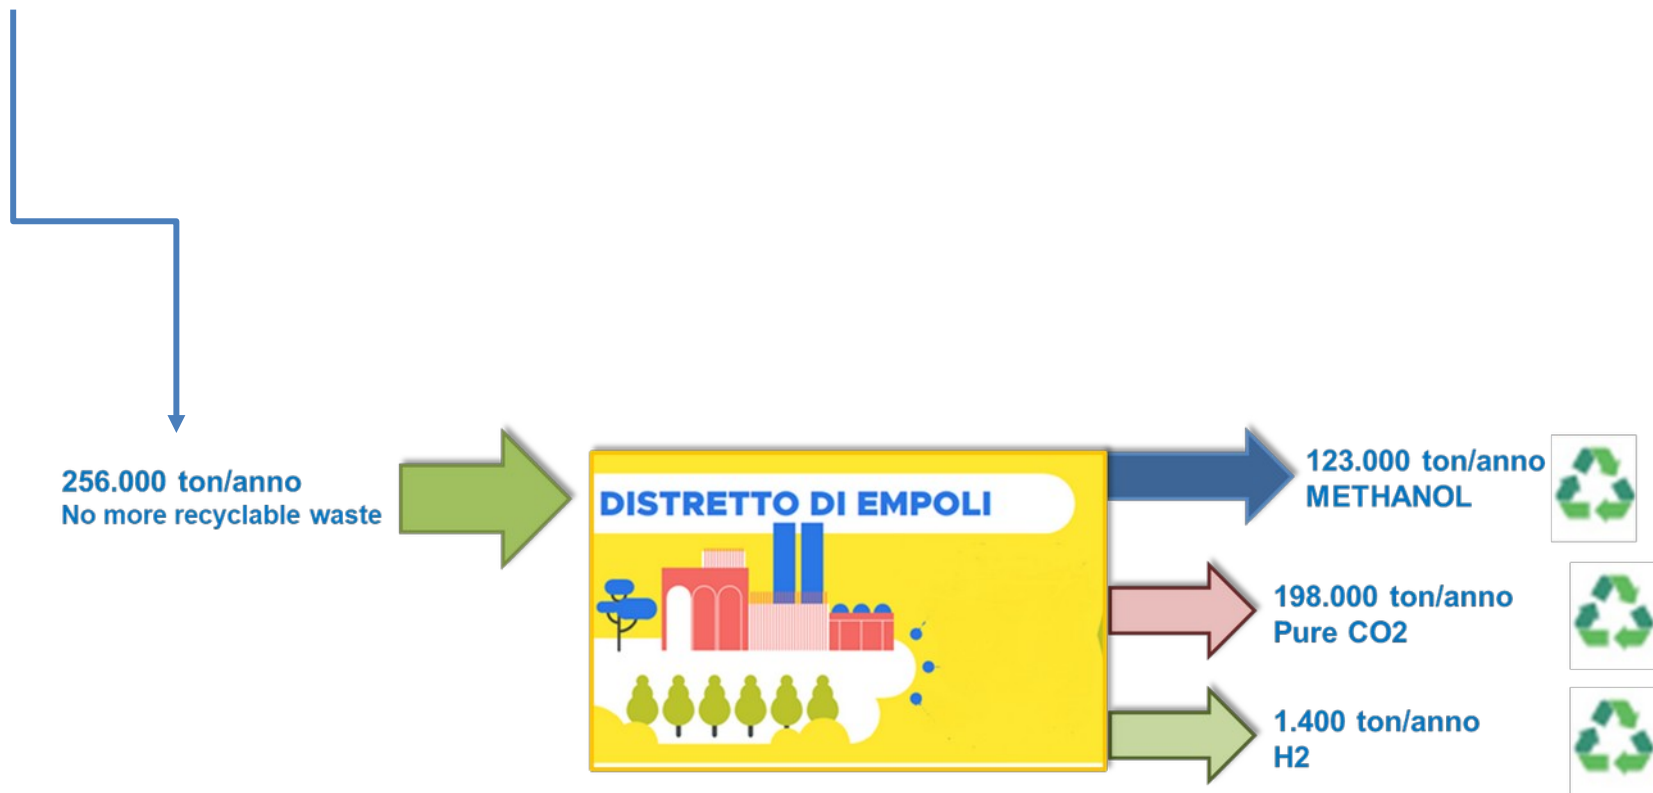 256.000 ton/anno
No more recyclable waste
DISTRETTO DI EMPOLI
123.000 ton/anno
METHANOL
198.000 ton/anno
Pure CO2
1.400 ton/anno
H2